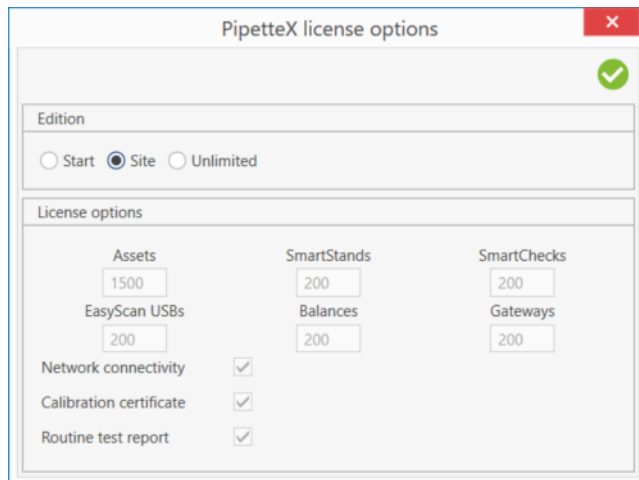 PipetteX license options
Edition
Start Site Unlimited
License options
Assets SmartStands SmartChecks
1500 200 200
EasyScan USBs Balances Gateways
200 200 200
Network connectivity
Calibration certificate
Routine test report